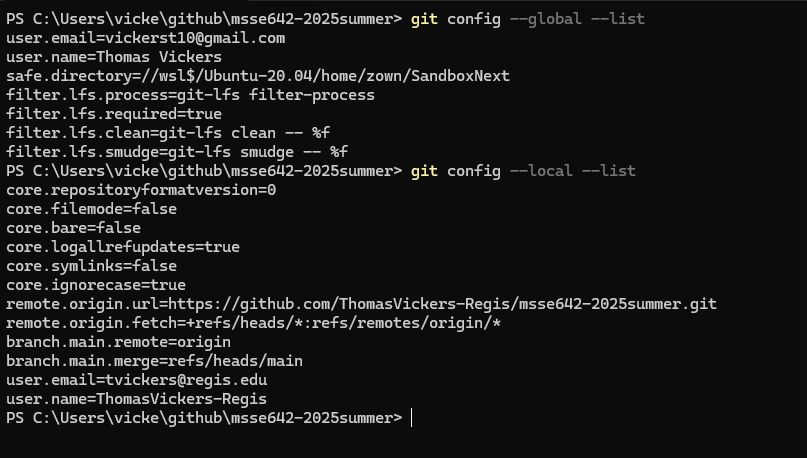 PS C:\Users\vicke\github\msse642-2025summer> git config --global --list
user.email=vickerst10@gmail.com
user.name=Thomas Vickers
safe.directory=//wsl$/Ubuntu-20.04/home/zown/SandboxNext
filter.lfs.process=git-lfs filter-process
filter.lfs.required=true
filter.lfs.clean=git-lfs clean -- %f
filter.lfs.smudge=git-lfs smudge -- %f
PS C:\Users\vicke\github\msse642-2025summer> git config --local --list
core.repositoryformatversion=0
core.filemode=false
core.bare=false
core.logallrefupdates=true
core.symlinks=false
core.ignorecase=true
remote.origin.url=https://github.com/ThomasVickers-Regis/msse642-2025summer.git
remote.origin.fetch=+refs/heads/*:refs/remotes/origin/*
branch.main.remote=origin
branch.main.merge=refs/heads/main
user.email=tvickers@regis.edu
user.name=ThomasVickers-Regis
PS C:\Users\vicke\github\msse642-2025summer>